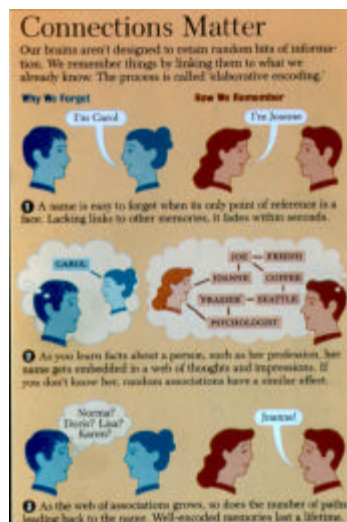 Connections Matter
Our brains aren't designed to retain random bits of informa-
tion. We remember things by linking them to what we
already know. The process is called 'elaborative encoding.'
Why We Forget
How We Remember
I'm Carol
I'm Joanne
1 A name is easy to forget when its only point of reference is a
face. Lacking links to other memories, it fades within seconds.
CAROL
JOE
FRIEND
JOANNE
COFFEE
'FRASIER'
SEATTLE
PSYCHOLOGIST
2 As you learn facts about a person, such as her profession, her
name gets embedded in a web of thoughts and impressions. If
you don't know her, random associations have a similar effect.
Norma?
Doris? Lisa?
Karen?
Joanne!
3 As the web of associations grows, so does the number of paths
leading back to the name. Well-encoded memories last a lifetime.